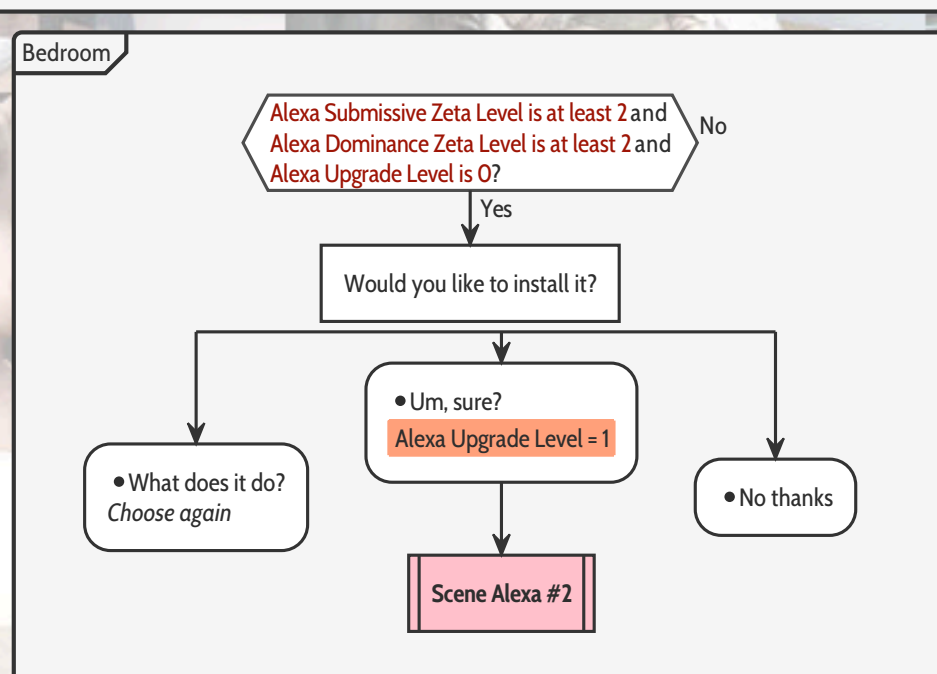 Bedroom
Alexa Submissive Zeta Level is at least 2 and
Alexa Dominance Zeta Level is at least 2 and
Alexa Upgrade Level is 0?
No
Yes
Would you like to install it?
• Um, sure?
Alexa Upgrade Level = 1
• What does it do?
Choose again
• No thanks
Scene Alexa #2